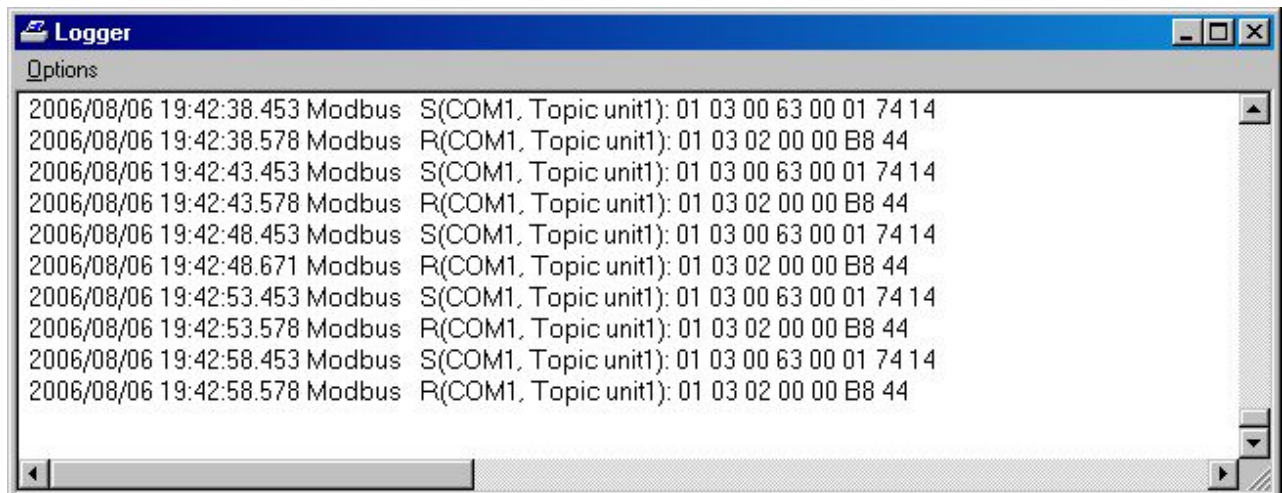 Logger
Options
2006/08/06 19:42:38.453 Modbus S(COM1, Topic unit1): 01 03 00 63 00 01 74 14
2006/08/06 19:42:38.578 Modbus R(COM1, Topic unit1): 01 03 02 00 00 B8 44
2006/08/06 19:42:43.453 Modbus S(COM1, Topic unit1): 01 03 00 63 00 01 74 14
2006/08/06 19:42:43.578 Modbus R(COM1, Topic unit1): 01 03 02 00 00 B8 44
2006/08/06 19:42:48.453 Modbus S(COM1, Topic unit1): 01 03 00 63 00 01 74 14
2006/08/06 19:42:48.671 Modbus R(COM1, Topic unit1): 01 03 02 00 00 B8 44
2006/08/06 19:42:53.453 Modbus S(COM1, Topic unit1): 01 03 00 63 00 01 74 14
2006/08/06 19:42:53.578 Modbus R(COM1, Topic unit1): 01 03 02 00 00 B8 44
2006/08/06 19:42:58.453 Modbus S(COM1, Topic unit1): 01 03 00 63 00 01 74 14
2006/08/06 19:42:58.578 Modbus R(COM1, Topic unit1): 01 03 02 00 00 B8 44